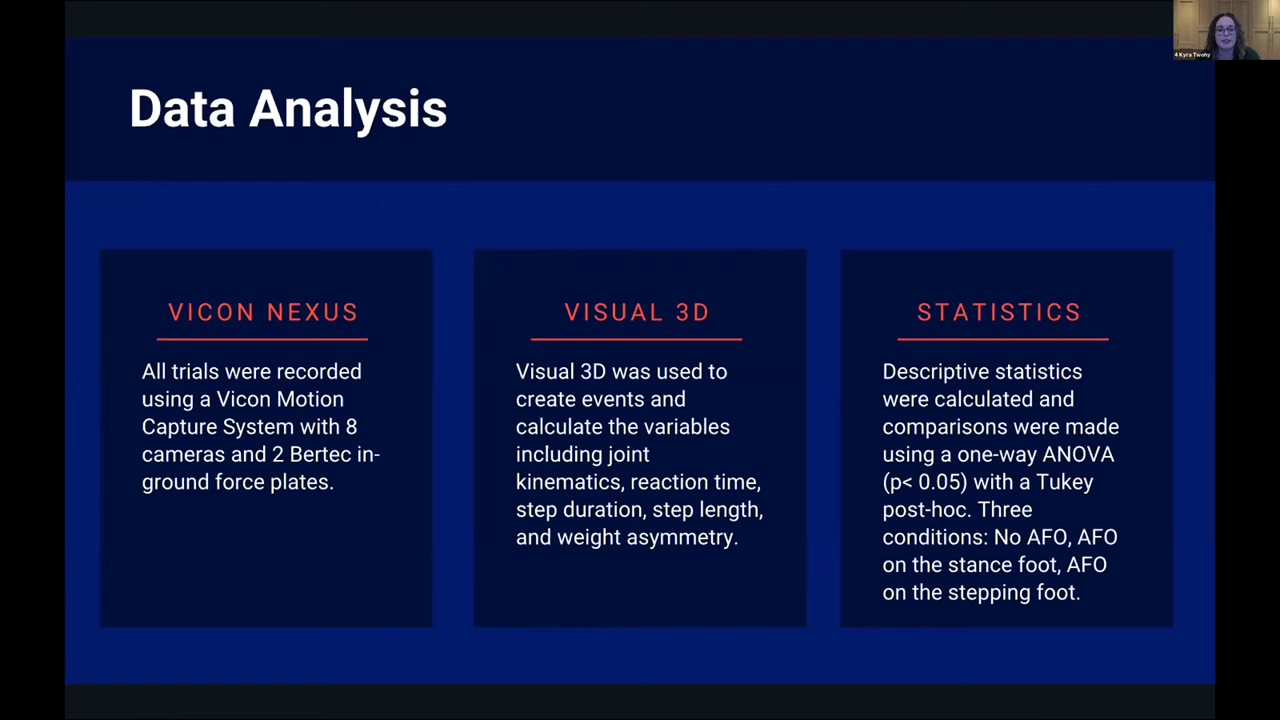 Data Analysis
VICON NEXUS
All trials were recorded
using a Vicon Motion
Capture System with 8
cameras and 2 Bertec in-
ground force plates.
VISUAL 3D
Visual 3D was used to
create events and
calculate the variables
including joint
kinematics, reaction time,
step duration, step length,
and weight asymmetry.
STATISTICS
Descriptive statistics
were calculated and
comparisons were made
using a one-way ANOVA
(p< 0.05) with a Tukey
post-hoc. Three
conditions: No AFO, AFO
on the stance foot, AFO
on the stepping foot.
4 Kyra Twohy